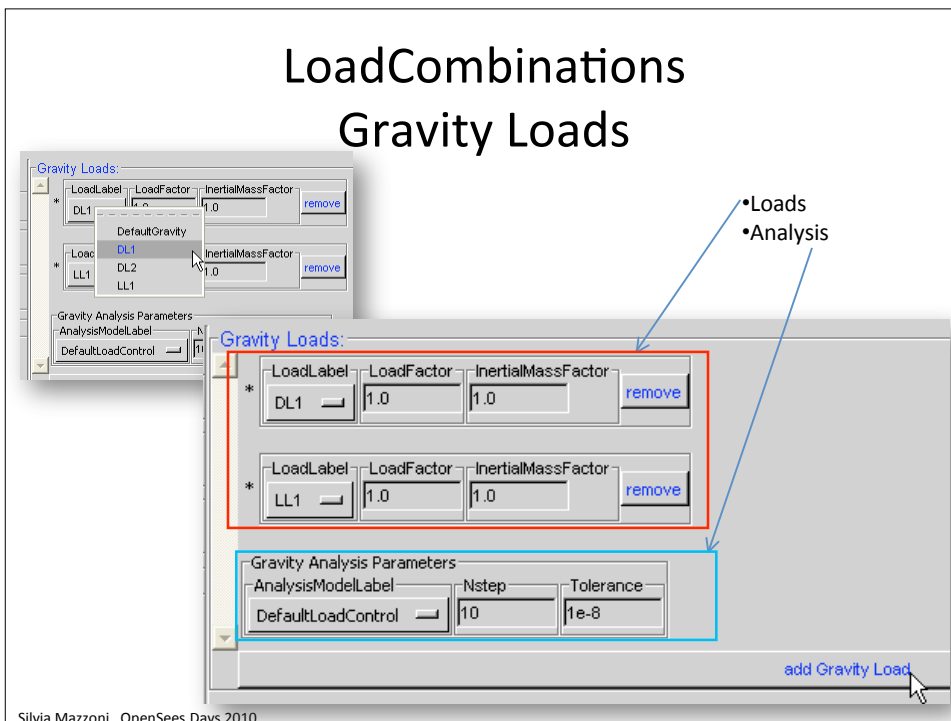 LoadCombinations
Gravity Loads
Gravity Loads:
LoadLabel LoadFactor InertialMassFactor
* DL1 1.0 1.0 remove
DefaultGravity
DL1
DL2
LL1
Load InertialMassFactor
* LL1 1.0 remove
Gravity Analysis Parameters
AnalysisModelLabel N
DefaultLoadControl
•Loads
•Analysis
Gravity Loads:
LoadLabel LoadFactor InertialMassFactor
* DL1 1.0 1.0 remove
LoadLabel LoadFactor InertialMassFactor
* LL1 1.0 1.0 remove
Gravity Analysis Parameters
AnalysisModelLabel Nstep Tolerance
DefaultLoadControl 10 1e-8
add Gravity Load
Silvia Mazzoni OpenSees Days 2010